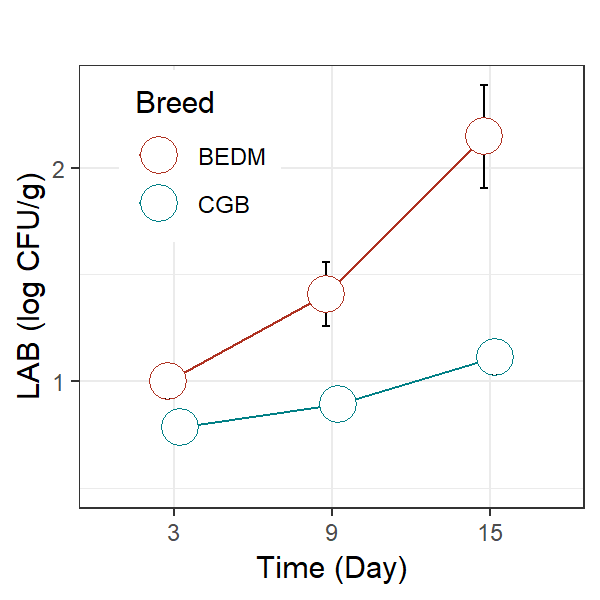 Breed
BEDM
CGB
LAB (log CFU/g)
2
1
3 9 15
Time (Day)